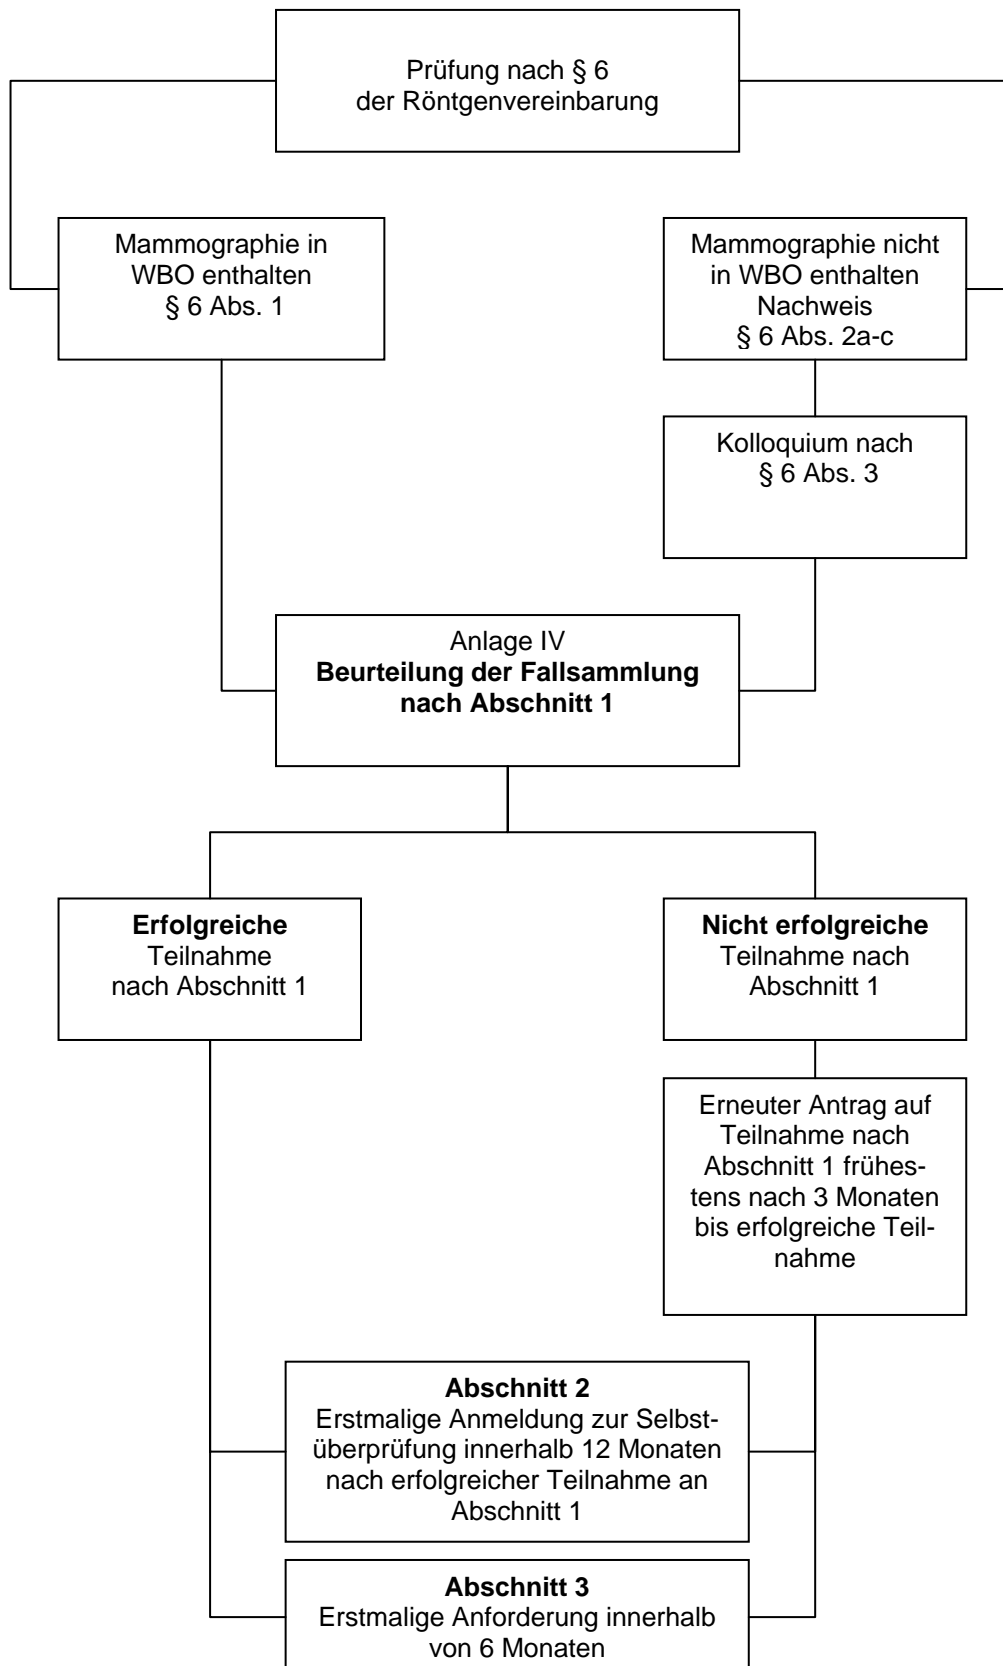 Prüfung nach § 6
der Röntgenvereinbarung
Mammographie in
WBO enthalten
§ 6 Abs. 1
Mammographie nicht
in WBO enthalten
Nachweis
§ 6 Abs. 2a-c
Kolloquium nach
§ 6 Abs. 3
Anlage IV
Beurteilung der Fallsammlung
nach Abschnitt 1
Erfolgreiche
Teilnahme
nach Abschnitt 1
Nicht erfolgreiche
Teilnahme nach
Abschnitt 1
Erneuter Antrag auf
Teilnahme nach
Abschnitt 1 frühes-
tens nach 3 Monaten
bis erfolgreiche Teil-
nahme
Abschnitt 2
Erstmalige Anmeldung zur Selbst-
überprüfung innerhalb 12 Monaten
nach erfolgreicher Teilnahme an
Abschnitt 1
Abschnitt 3
Erstmalige Anforderung innerhalb
von 6 Monaten